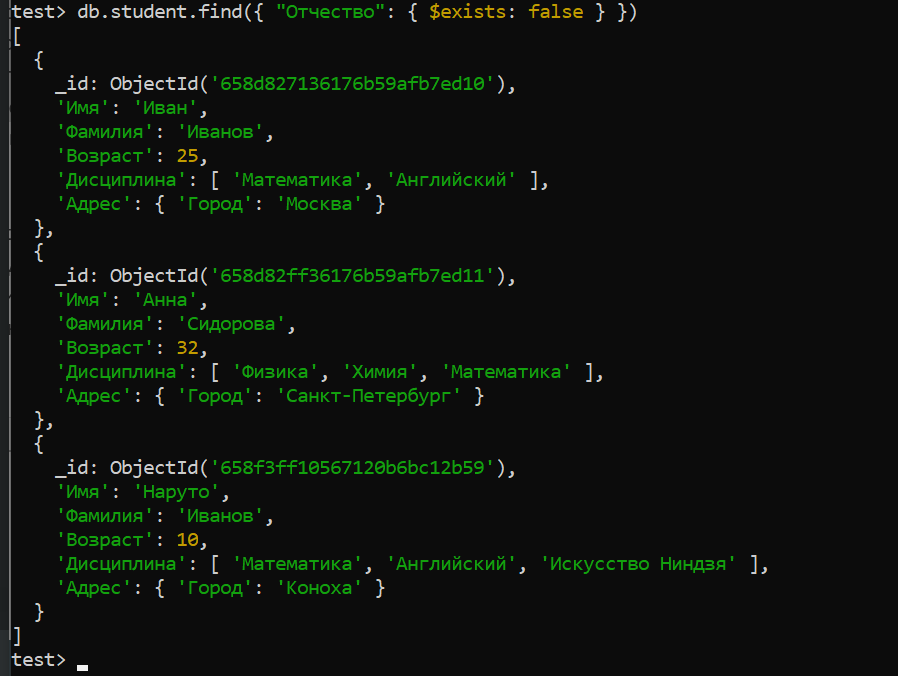 test> db.student.find({ "Отчество": { $exists: false } })
[
  {
    _id: ObjectId('658d827136176b59afb7ed10'),
    'Имя': 'Иван',
    'Фамилия': 'Иванов',
    'Возраст': 25,
    'Дисциплина': [ 'Математика', 'Английский' ],
    'Адрес': { 'Город': 'Москва' }
  },
  {
    _id: ObjectId('658d82ff36176b59afb7ed11'),
    'Имя': 'Анна',
    'Фамилия': 'Сидорова',
    'Возраст': 32,
    'Дисциплина': [ 'Физика', 'Химия', 'Математика' ],
    'Адрес': { 'Город': 'Санкт-Петербург' }
  },
  {
    _id: ObjectId('658f3ff10567120b6bc12b59'),
    'Имя': 'Наруто',
    'Фамилия': 'Иванов',
    'Возраст': 10,
    'Дисциплина': [ 'Математика', 'Английский', 'Искусство Ниндзя' ],
    'Адрес': { 'Город': 'Коноха' }
  }
]
test>